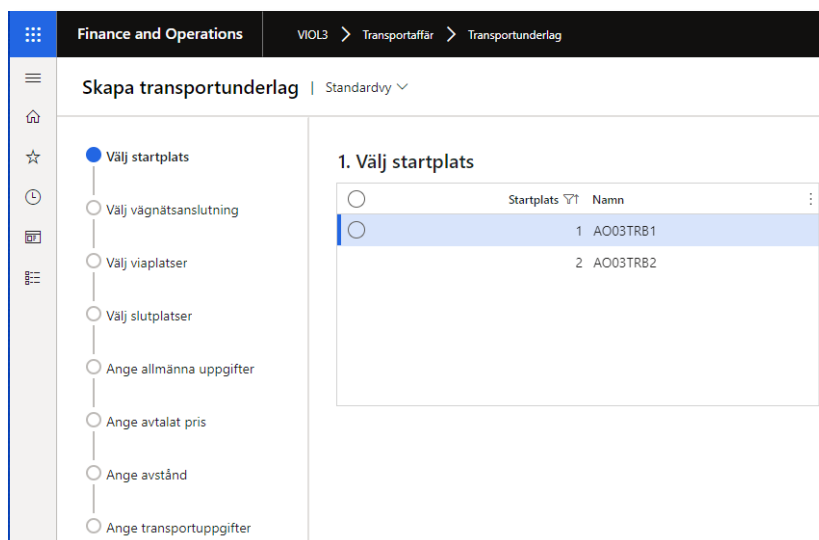 Finance and Operations
VIOL3 > Transportaffär > Transportunderlag
Skapa transportunderlag | Standardvy
Välj startplats
Välj vägnätsanslutning
Välj viaplatser
Välj slutplatser
Ange allmänna uppgifter
Ange avtalat pris
Ange avstånd
Ange transportuppgifter
1. Välj startplats
Startplats Namn
1 AO03TRB1
2 AO03TRB2